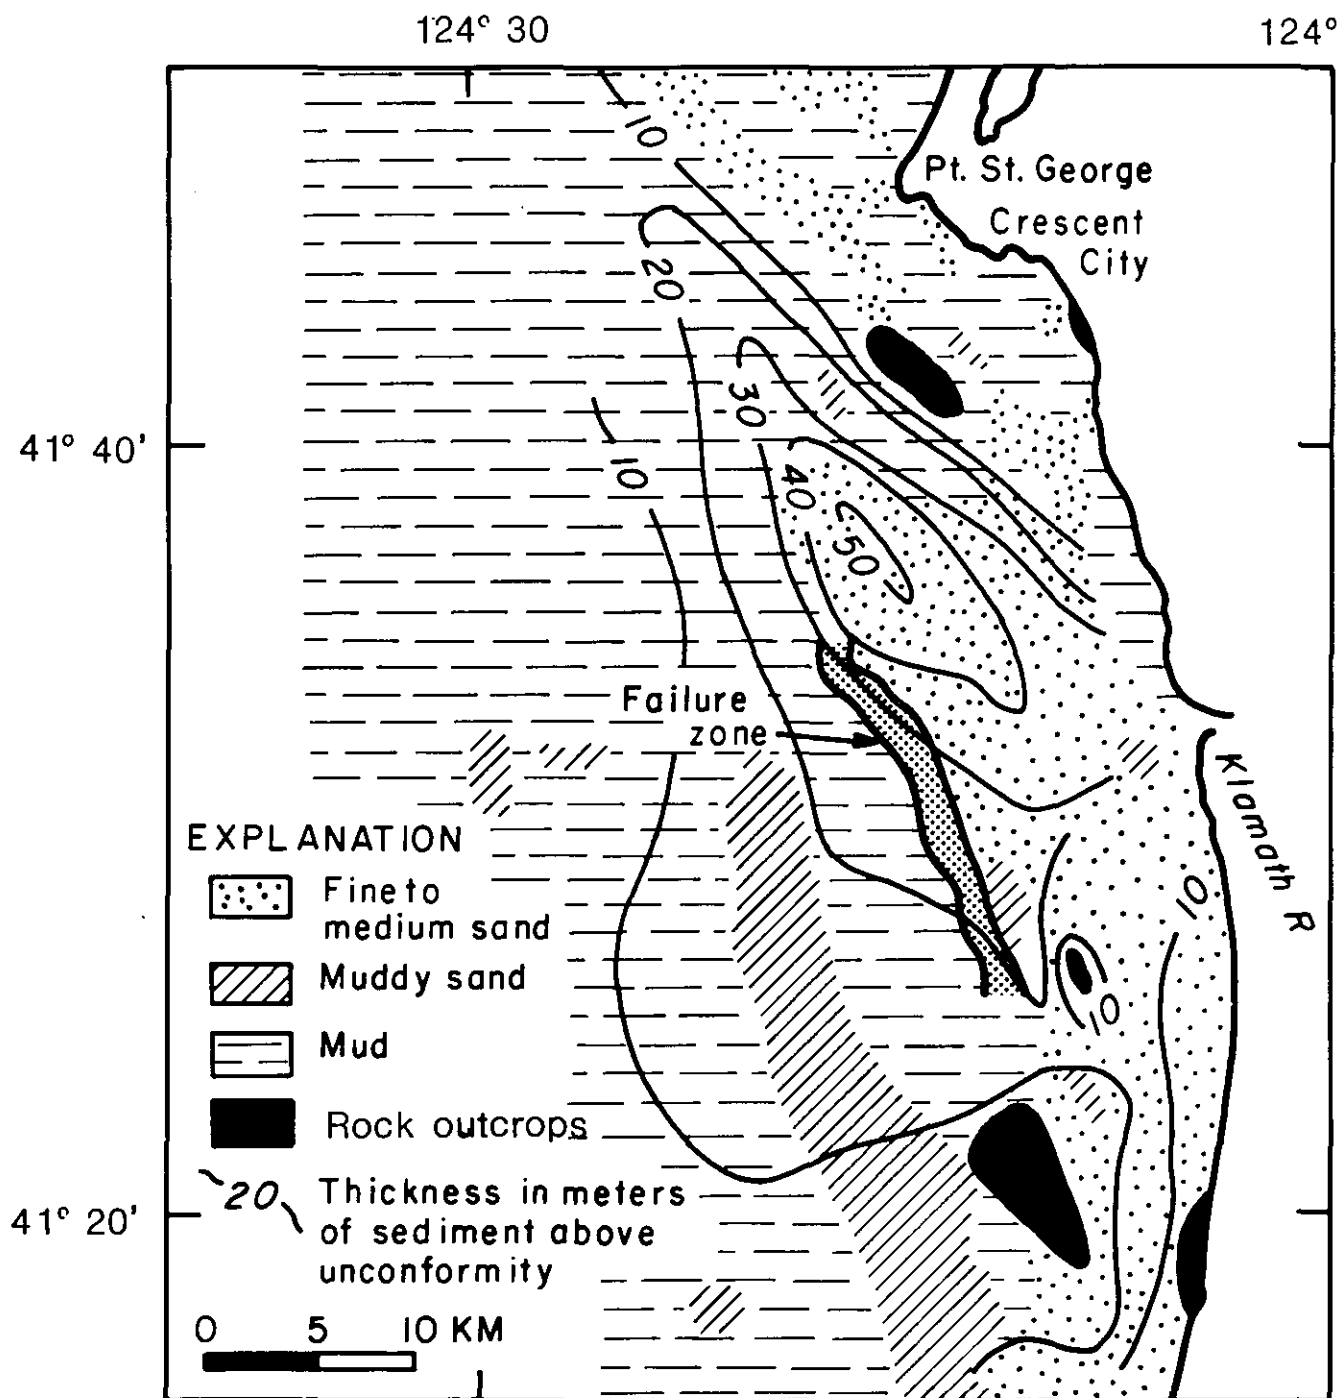 124° 30
124°
10
Pt. St. George
Crescent
City
20
30
41° 40'
10
40
50
Failure
zone
Klamath R
EXPLANATION
Fine to
medium sand
10
Muddy sand
10
Mud
Rock outcrops
20
Thickness in meters
of sediment above
unconformity
41° 20'
0 5 10 KM